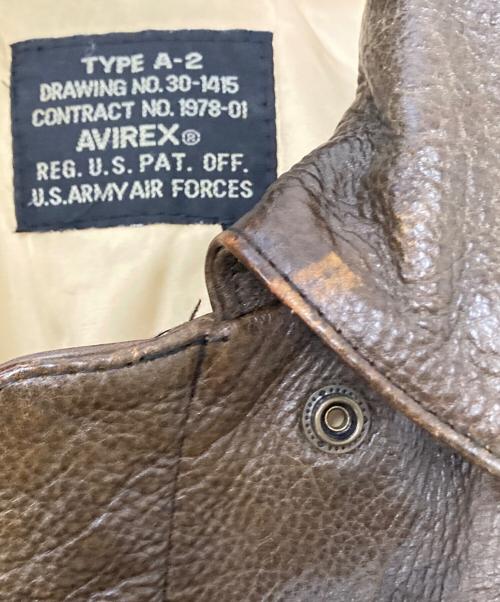 TYPE A-2
DRAWING NO. 30-1415
CONTRACT NO. 1978-01
AVIREX®
REG. U.S. PAT. OFF.
U.S. ARMY AIR FORCES